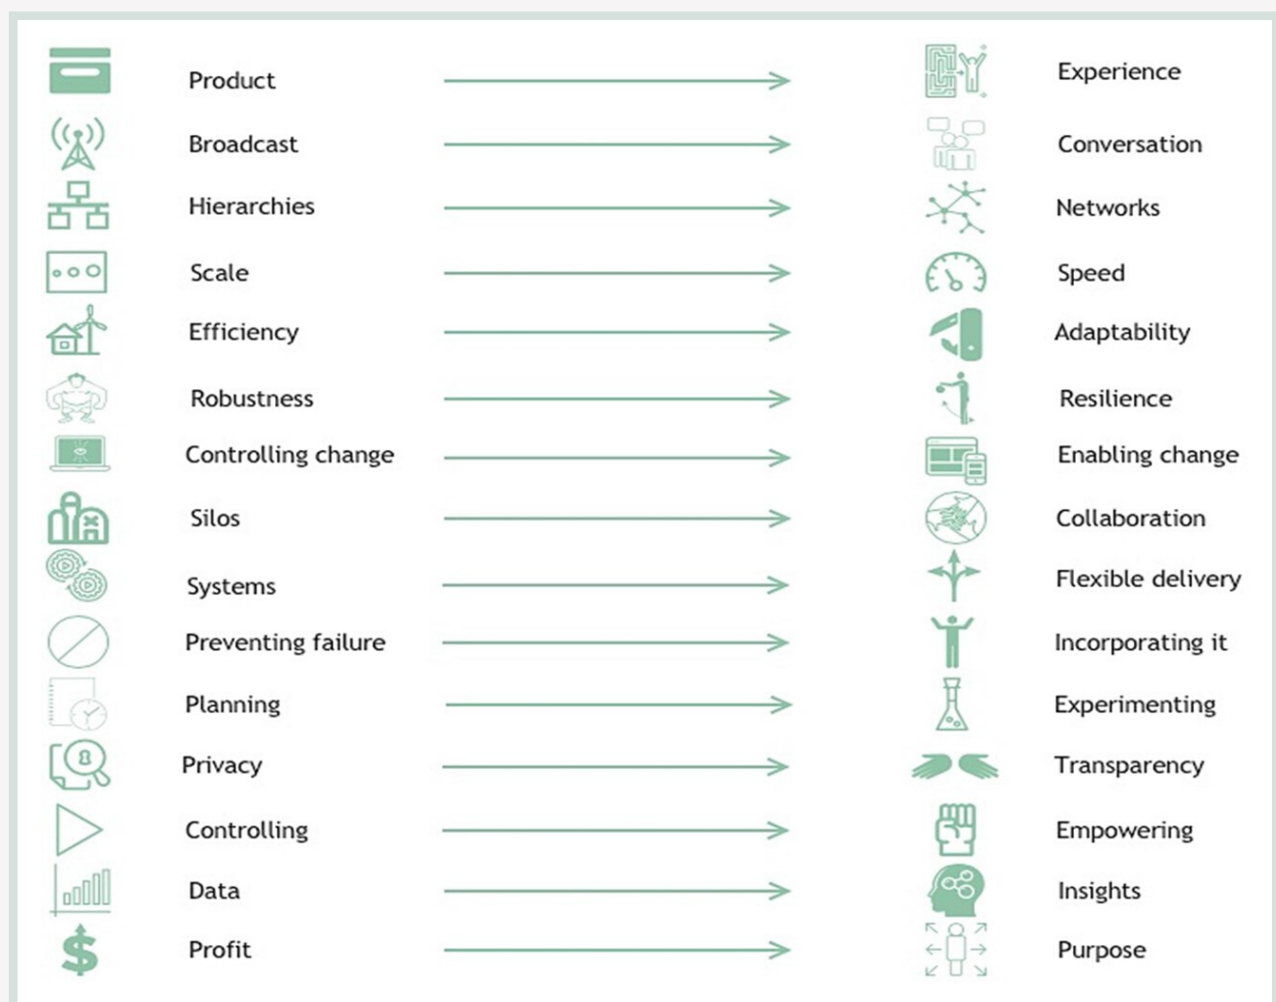 Product Experience
Broadcast Conversation
Hierarchies Networks
Scale Speed
Efficiency Adaptability
Robustness Resilience
Controlling change Enabling change
Silos Collaboration
Systems Flexible delivery
Preventing failure Incorporating it
Planning Experimenting
Privacy Transparency
Controlling Empowering
Data Insights
Profit Purpose